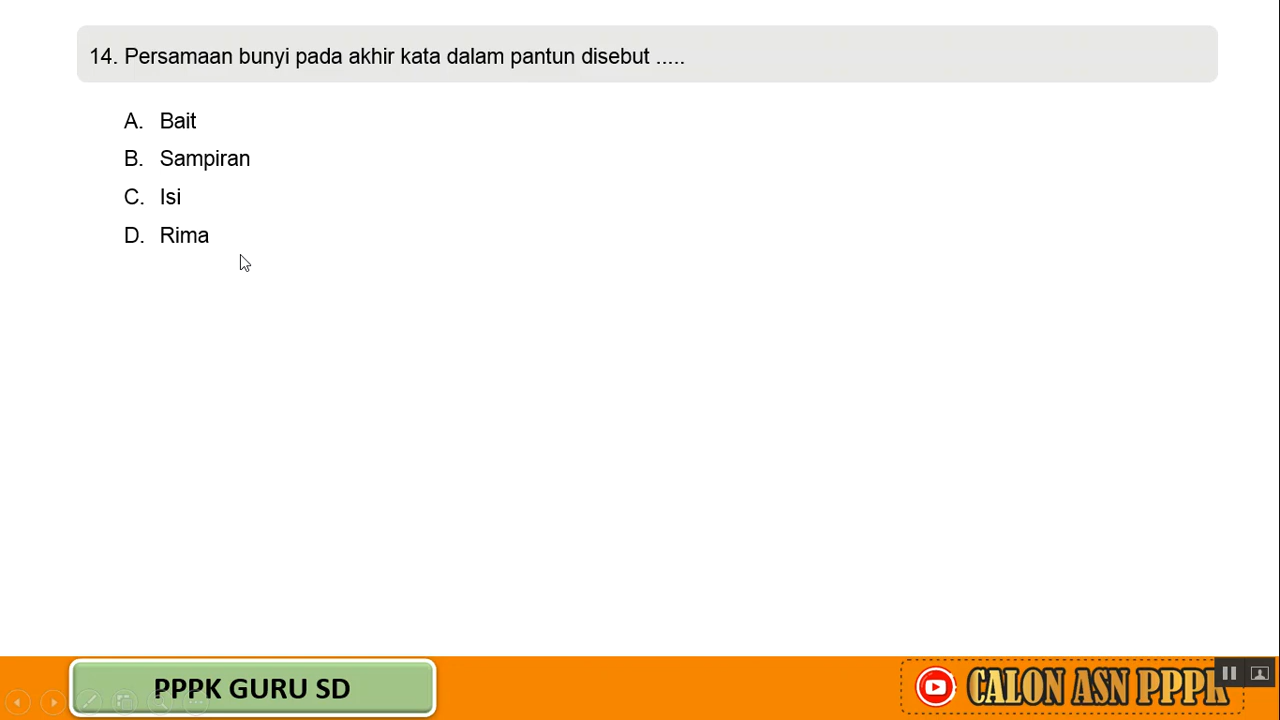 14. Persamaan bunyi pada akhir kata dalam pantun disebut .....
A. Bait
B. Sampiran
C. Isi
D. Rima
PPPK GURU SD
CALON ASN PPPK